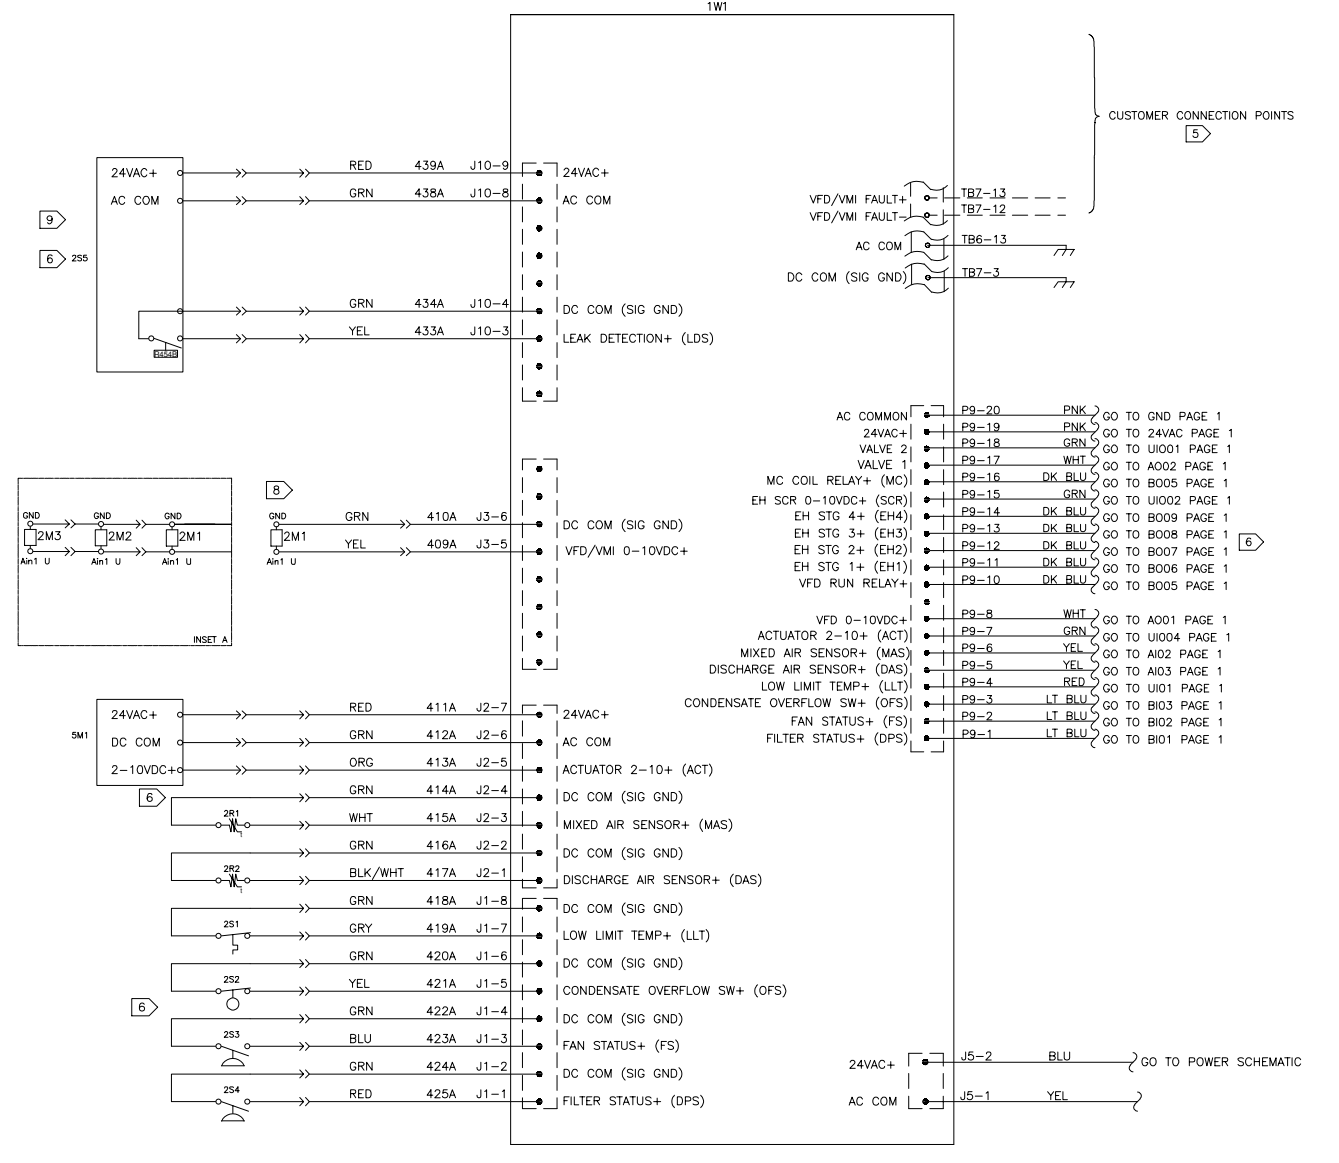 1W1
CUSTOMER CONNECTION POINTS
5
24VAC+ RED 439A J10-9 24VAC+
AC COM GRN 438A J10-8 AC COM
9
6 2S5
GRN 434A J10-4 DC COM (SIG GND)
YEL 433A J10-3 LEAK DETECTION+ (LDS)
VFD/VMI FAULT+ TB7-13
VFD/VMI FAULT- TB7-12
AC COM TB6-13
DC COM (SIG GND) TB7-3
AC COMMON P9-20 PNK GO TO GND PAGE 1
24VAC+ P9-19 PNK GO TO 24VAC PAGE 1
VALVE 2 P9-18 GRN GO TO UIO01 PAGE 1
VALVE 1 P9-17 WHT GO TO AO02 PAGE 1
MC COIL RELAY+ (MC) P9-16 DK BLU GO TO BO05 PAGE 1
EH SCR 0-10VDC+ (SCR) P9-15 GRN GO TO UIO02 PAGE 1
EH STG 4+ (EH4) P9-14 DK BLU GO TO BO09 PAGE 1
EH STG 3+ (EH3) P9-13 DK BLU GO TO BO08 PAGE 1
EH STG 2+ (EH2) P9-12 DK BLU GO TO BO07 PAGE 1
EH STG 1+ (EH1) P9-11 DK BLU GO TO BO06 PAGE 1
VFD RUN RELAY+ P9-10 DK BLU GO TO BO05 PAGE 1
6
VFD 0-10VDC+ P9-8 WHT GO TO AO01 PAGE 1
ACTUATOR 2-10+ (ACT) P9-7 GRN GO TO UIO04 PAGE 1
MIXED AIR SENSOR+ (MAS) P9-6 YEL GO TO AI02 PAGE 1
DISCHARGE AIR SENSOR+ (DAS) P9-5 YEL GO TO AI03 PAGE 1
LOW LIMIT TEMP+ (LLT) P9-4 RED GO TO UI01 PAGE 1
CONDENSATE OVERFLOW SW+ (OFS) P9-3 LT BLU GO TO BI03 PAGE 1
FAN STATUS+ (FS) P9-2 LT BLU GO TO BI02 PAGE 1
FILTER STATUS+ (DPS) P9-1 LT BLU GO TO BI01 PAGE 1
8
GND GND GND GND GRN 410A J3-6 DC COM (SIG GND)
2M3 2M2 2M1 2M1
Ain1 U Ain1 U Ain1 U Ain1 U YEL 409A J3-5 VFD/VMI 0-10VDC+
INSET A
24VAC+ RED 411A J2-7 24VAC+
5M1
DC COM GRN 412A J2-6 AC COM
2-10VDC+ ORG 413A J2-5 ACTUATOR 2-10+ (ACT)
6
GRN 414A J2-4 DC COM (SIG GND)
2R1 WHT 415A J2-3 MIXED AIR SENSOR+ (MAS)
GRN 416A J2-2 DC COM (SIG GND)
2R2 BLK/WHT 417A J2-1 DISCHARGE AIR SENSOR+ (DAS)
GRN 418A J1-8 DC COM (SIG GND)
2S1 GRY 419A J1-7 LOW LIMIT TEMP+ (LLT)
GRN 420A J1-6 DC COM (SIG GND)
2S2 YEL 421A J1-5 CONDENSATE OVERFLOW SW+ (OFS)
6
GRN 422A J1-4 DC COM (SIG GND)
2S3 BLU 423A J1-3 FAN STATUS+ (FS)
GRN 424A J1-2 DC COM (SIG GND)
2S4 RED 425A J1-1 FILTER STATUS+ (DPS)
24VAC+ J5-2 BLU GO TO POWER SCHEMATIC
AC COM J5-1 YEL